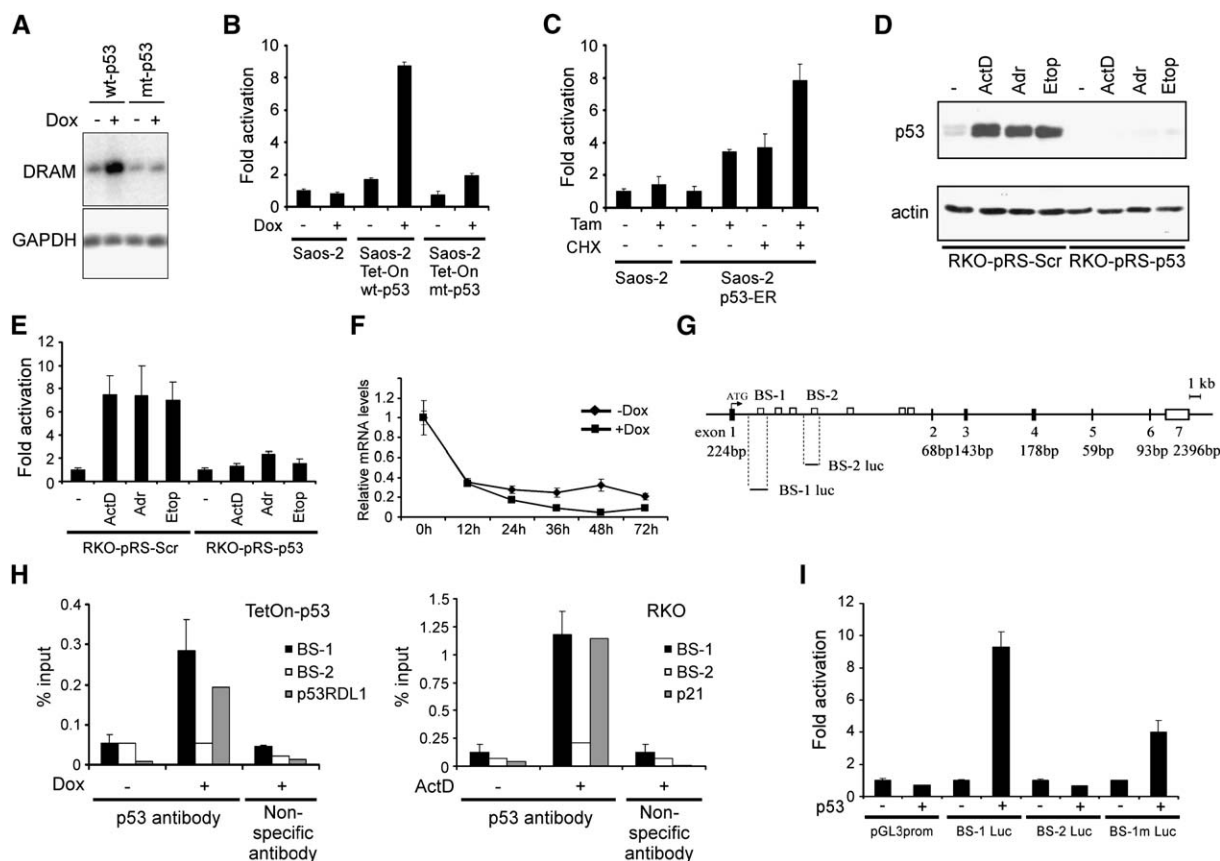 A
wt-p53
mt-p53
Dox - + - +
DRAM
GAPDH
B
Fold activation
10
8
6
4
2
0
Dox - + - + - +
Saos-2
Saos-2
Tet-On
wt-p53
Saos-2
Tet-On
mt-p53
C
Fold activation
10
8
6
4
2
0
Tam - + - + - +
CHX - - - - + +
Saos-2
Saos-2
p53-ER
D
- ActD Adr Etop - ActD Adr Etop
p53
actin
RKO-pRS-Scr RKO-pRS-p53
E
Fold activation
12
10
8
6
4
2
0
- ActD Adr Etop - ActD Adr Etop
RKO-pRS-Scr RKO-pRS-p53
F
Relative mRNA levels
1.2
1
0.8
0.6
0.4
0.2
0
-Dox
+Dox
0h 12h 24h 36h 48h 72h
G
1 kb
ATG BS-1 BS-2
exon 1 2 3 4 5 6 7
224bp 68bp 143bp 178bp 59bp 93bp 2396bp
BS-2 luc
BS-1 luc
H
% input
0.4
0.3
0.2
0.1
0
TetOn-p53
BS-1
BS-2
p53RDL1
Dox - + +
p53 antibody
Non-
specific
antibody
% input
1.5
1.25
1
0.75
0.5
0.25
0
RKO
BS-1
BS-2
p21
ActD - + +
p53 antibody
Non-
specific
antibody
I
Fold activation
12
10
8
6
4
2
0
p53 - + - + - + - +
pGL3prom BS-1 Luc BS-2 Luc BS-1m Luc